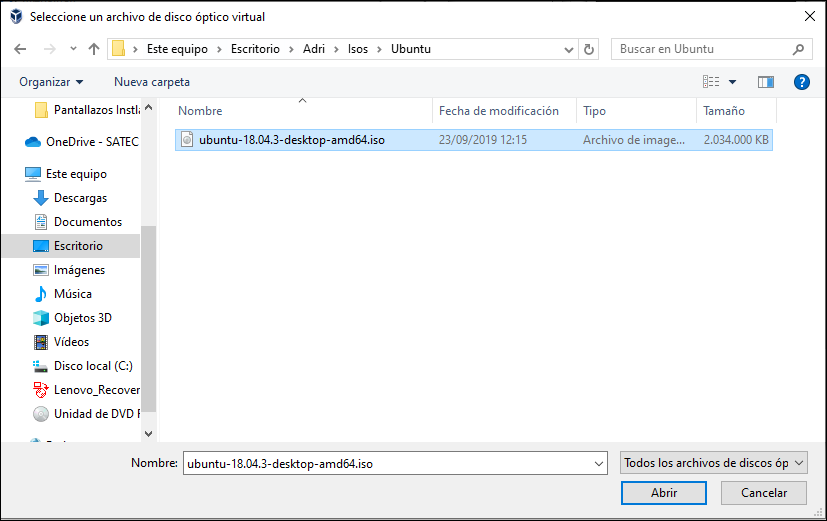 Seleccione un archivo de disco óptico virtual
Este equipo > Escritorio > Adri > Isos > Ubuntu
Buscar en Ubuntu
Organizar
Nueva carpeta
Nombre
Fecha de modificación
Tipo
Tamaño
ubuntu-18.04.3-desktop-amd64.iso
23/09/2019 12:15
Archivo de image...
2.034.000 KB
Pantallazos Instla
OneDrive - SATEC
Este equipo
Descargas
Documentos
Escritorio
Imágenes
Música
Objetos 3D
Vídeos
Disco local (C:)
Lenovo_Recover
Unidad de DVD
Nombre:
ubuntu-18.04.3-desktop-amd64.iso
Todos los archivos de discos óp
Abrir
Cancelar